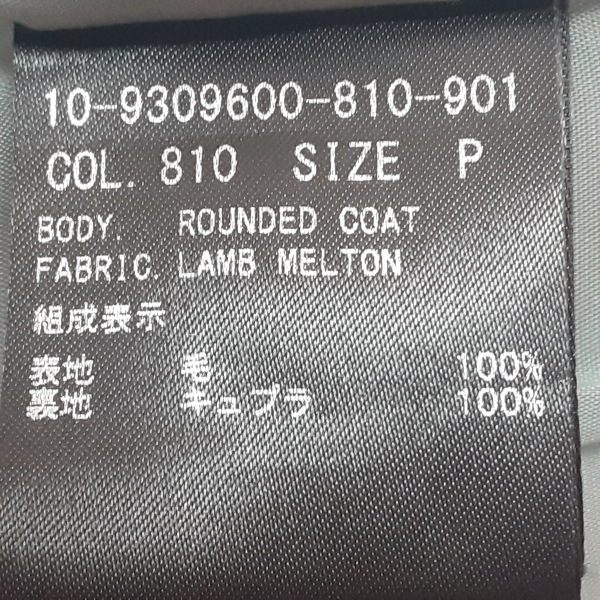 10-9309600-810-901
COL. 810 SIZE P
BODY. ROUNDED COAT
FABRIC. LAMB MELTON
組成表示
表地 毛 100%
裏地 キュプラ 100%